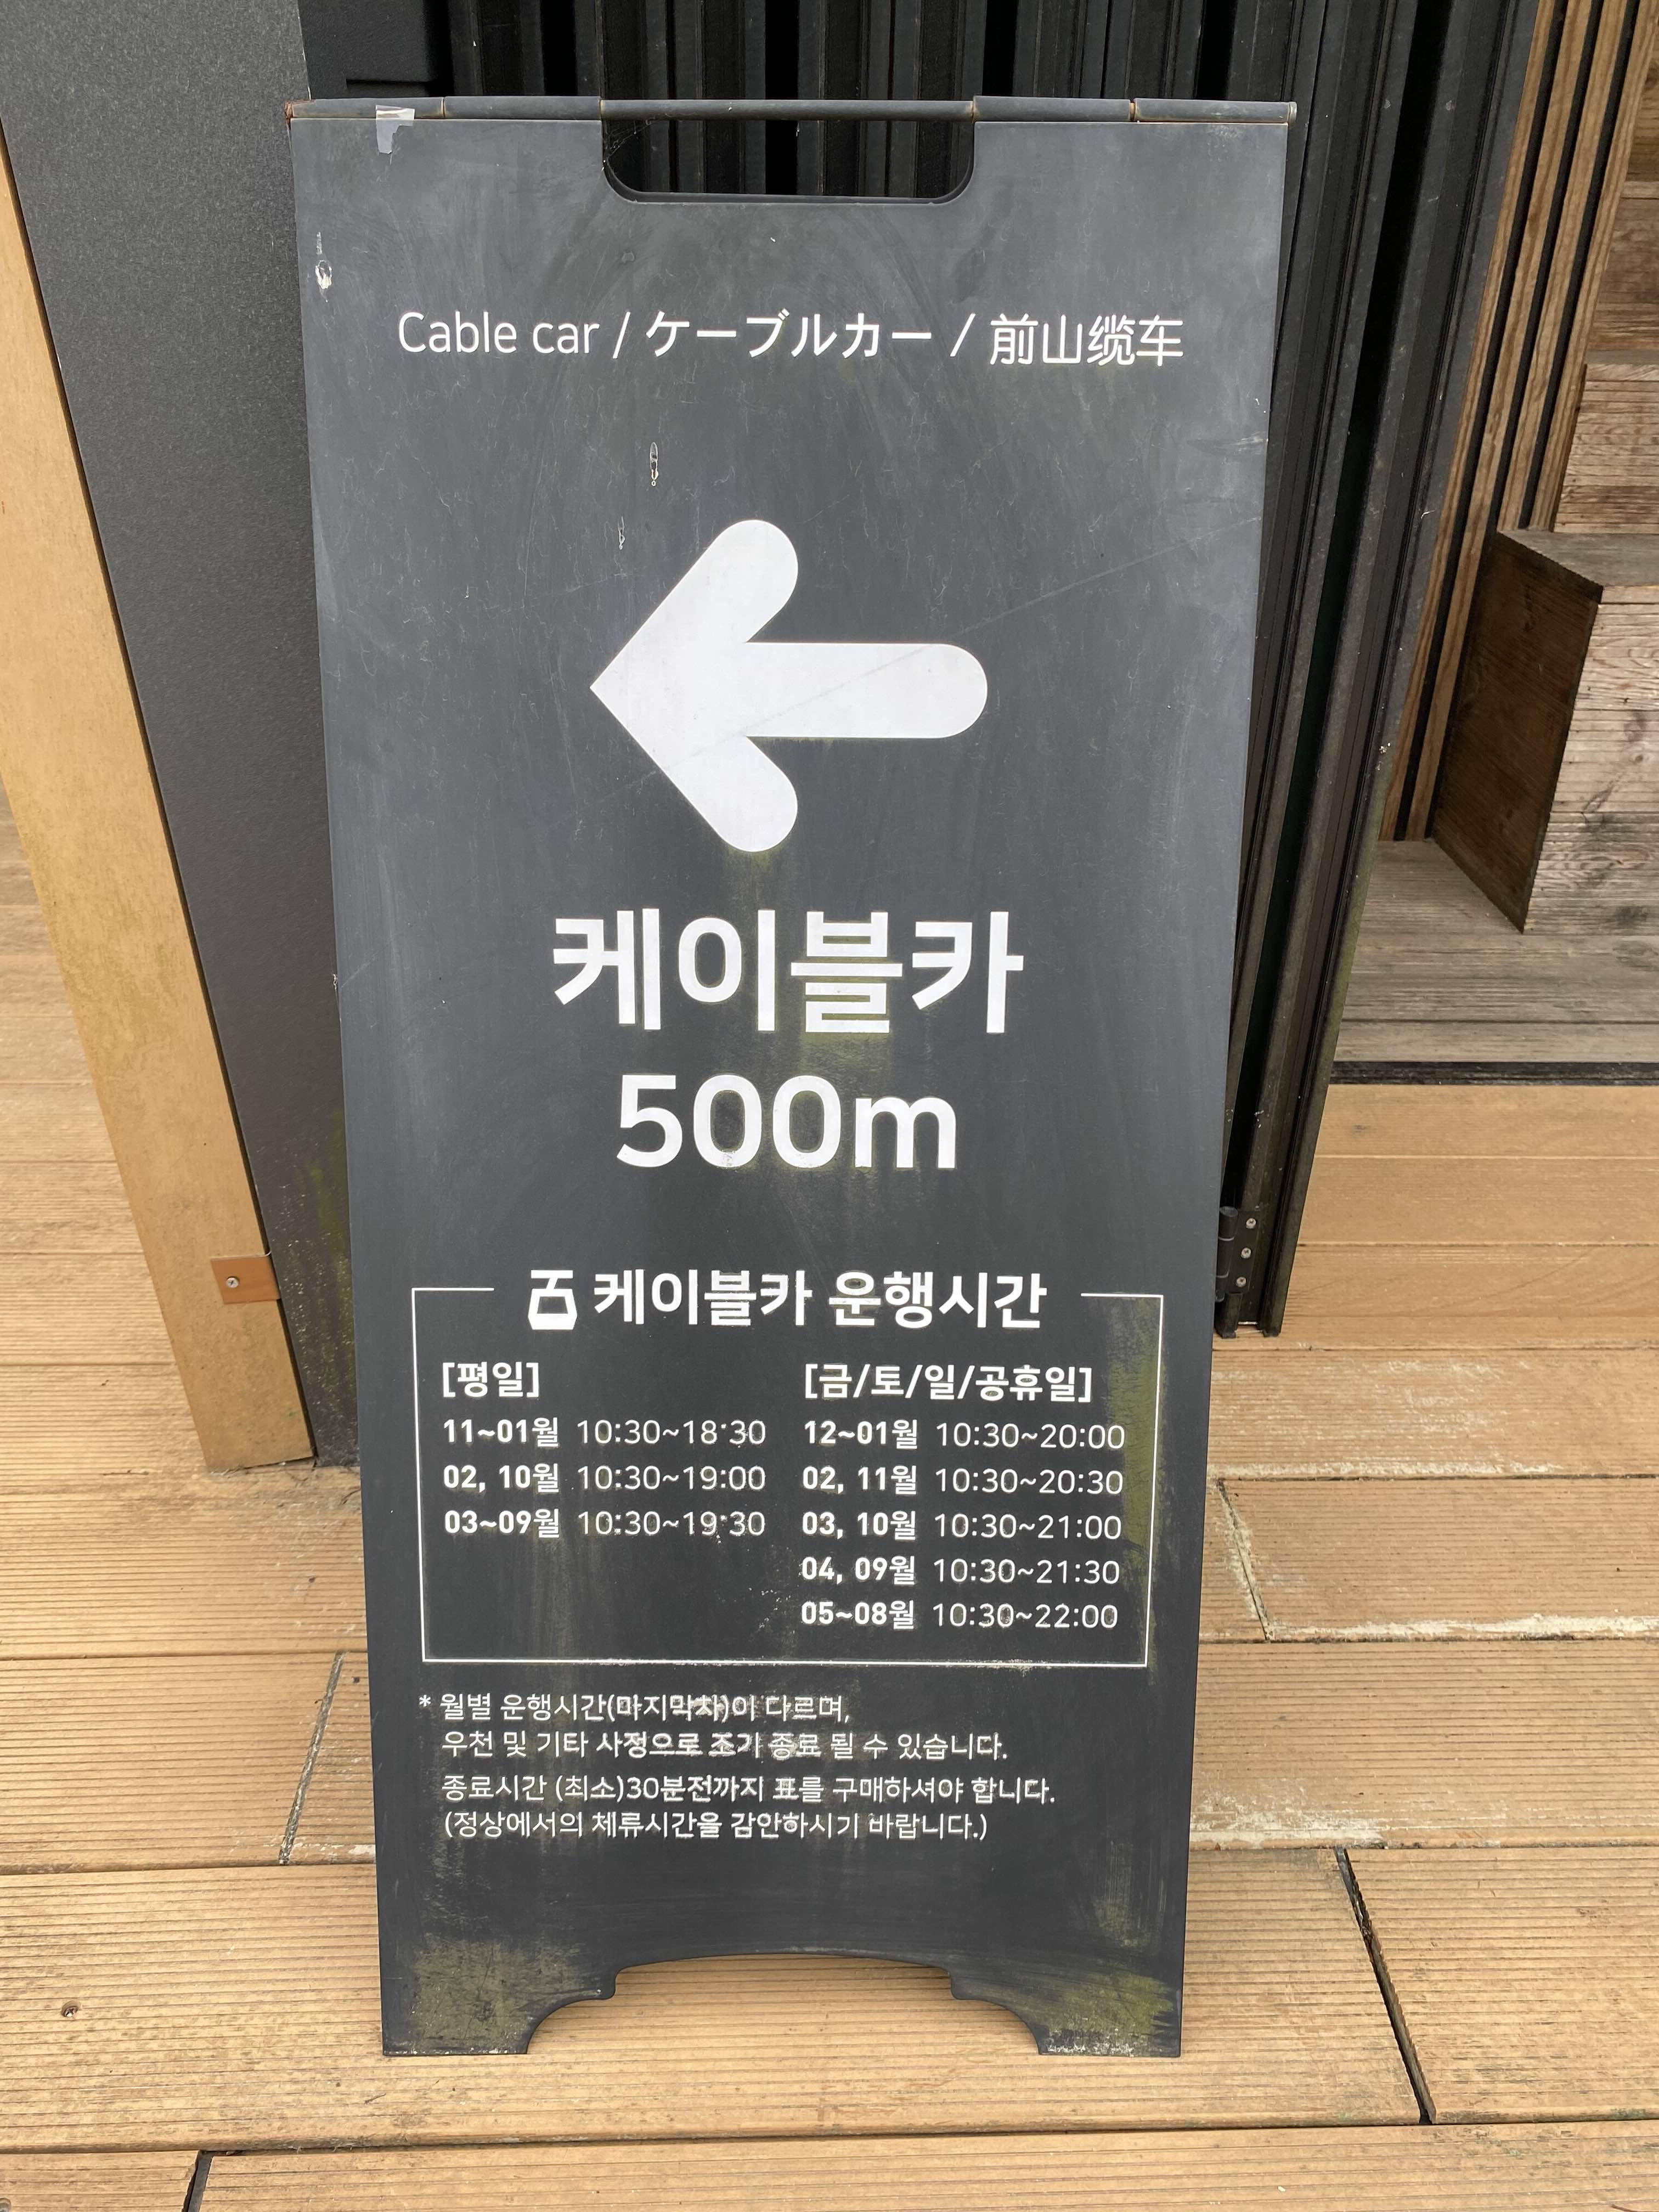 Cable car / ケーブルカー / 前山缆车
케이블카
500m
케이블카 운행시간
[평일]
11~01월 10:30~18:30
02, 10월 10:30~19:00
03~09월 10:30~19:30
[금/토/일/공휴일]
12~01월 10:30~20:00
02, 11월 10:30~20:30
03, 10월 10:30~21:00
04, 09월 10:30~21:30
05~08월 10:30~22:00
* 월별 운행시간(마지막차)이 다르며,
우천 및 기타 사정으로 조기 종료 될 수 있습니다.
종료시간 (최소)30분전까지 표를 구매하셔야 합니다.
(정상에서의 체류시간을 감안하시기 바랍니다.)